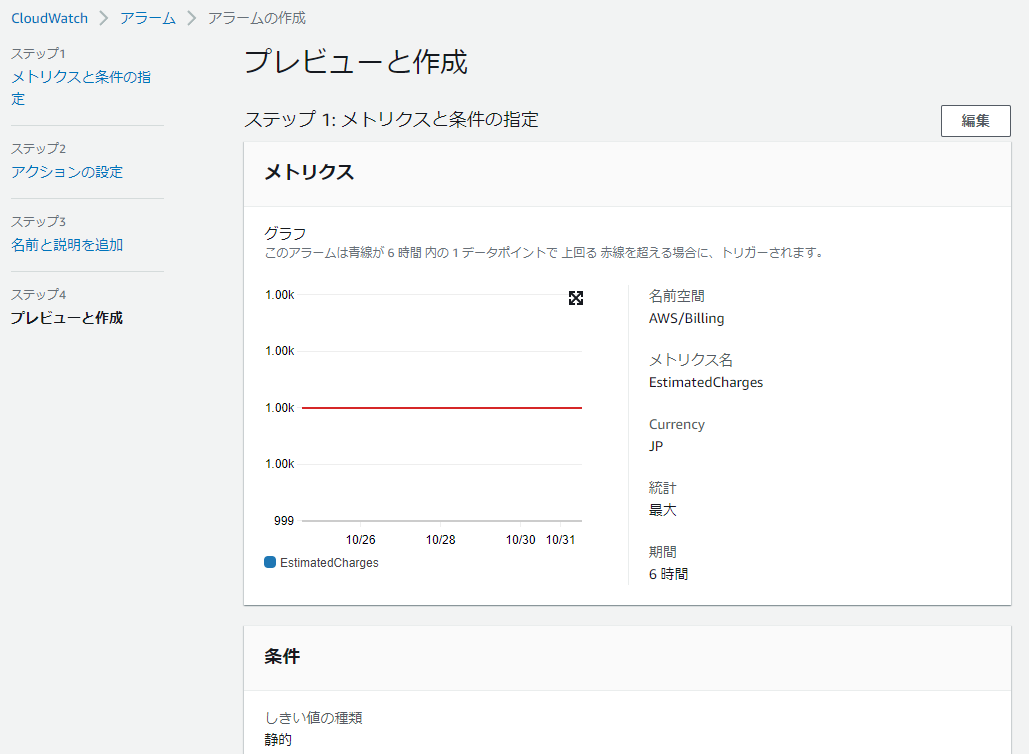 CloudWatch > アラーム > アラームの作成
ステップ1
メトリクスと条件の指
定
ステップ2
アクションの設定
ステップ3
名前と説明を追加
ステップ4
プレビューと作成
プレビューと作成
ステップ 1: メトリクスと条件の指定
編集
メトリクス
グラフ
このアラームは青線が 6 時間 内の 1 データポイントで 上回る 赤線を超える場合に、トリガーされます。
1.00k
1.00k
1.00k
1.00k
999
10/26 10/28 10/30 10/31
EstimatedCharges
名前空間
AWS/Billing
メトリクス名
EstimatedCharges
Currency
JP
統計
最大
期間
6 時間
条件
しきい値の種類
静的